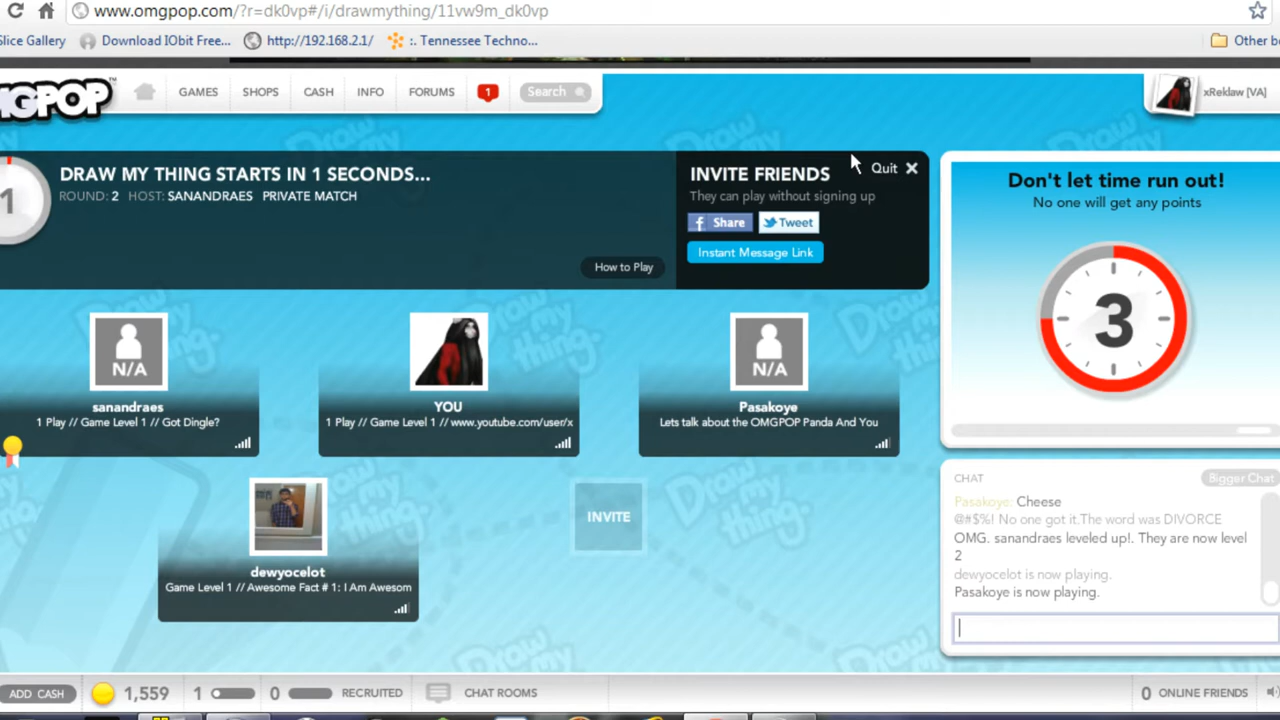 www.omgpop.com/?r=dk0vp#/i/drawmything/11vw9m_dk0vp
Slice Gallery Download IObit Free... http://192.168.2.1/ :. Tennessee Techno... Other b
MGPOP™ GAMES SHOPS CASH INFO FORUMS 1 Search xReklaw [VA]
1
DRAW MY THING STARTS IN 1 SECONDS...
ROUND: 2 HOST: SANANDRAES PRIVATE MATCH
How to Play
INVITE FRIENDS
Quit
They can play without signing up
f Share Tweet
Instant Message Link
Don't let time run out!
No one will get any points
3
N/A
sanandraes
1 Play // Game Level 1 // Got Dingle?
YOU
1 Play // Game Level 1 // www.youtube.com/user/x
N/A
Pasakoye
Lets talk about the OMGPOP Panda And You
dewyocelot
Game Level 1 // Awesome Fact # 1: I Am Awesom
INVITE
CHAT Bigger Chat
Pasakoye: Cheese
@#$%! No one got it.The word was DIVORCE
OMG. sanandraes leveled up!. They are now level
2
dewyocelot is now playing.
Pasakoye is now playing.
ADD CASH 1,559 1 0 RECRUITED CHAT ROOMS 0 ONLINE FRIENDS